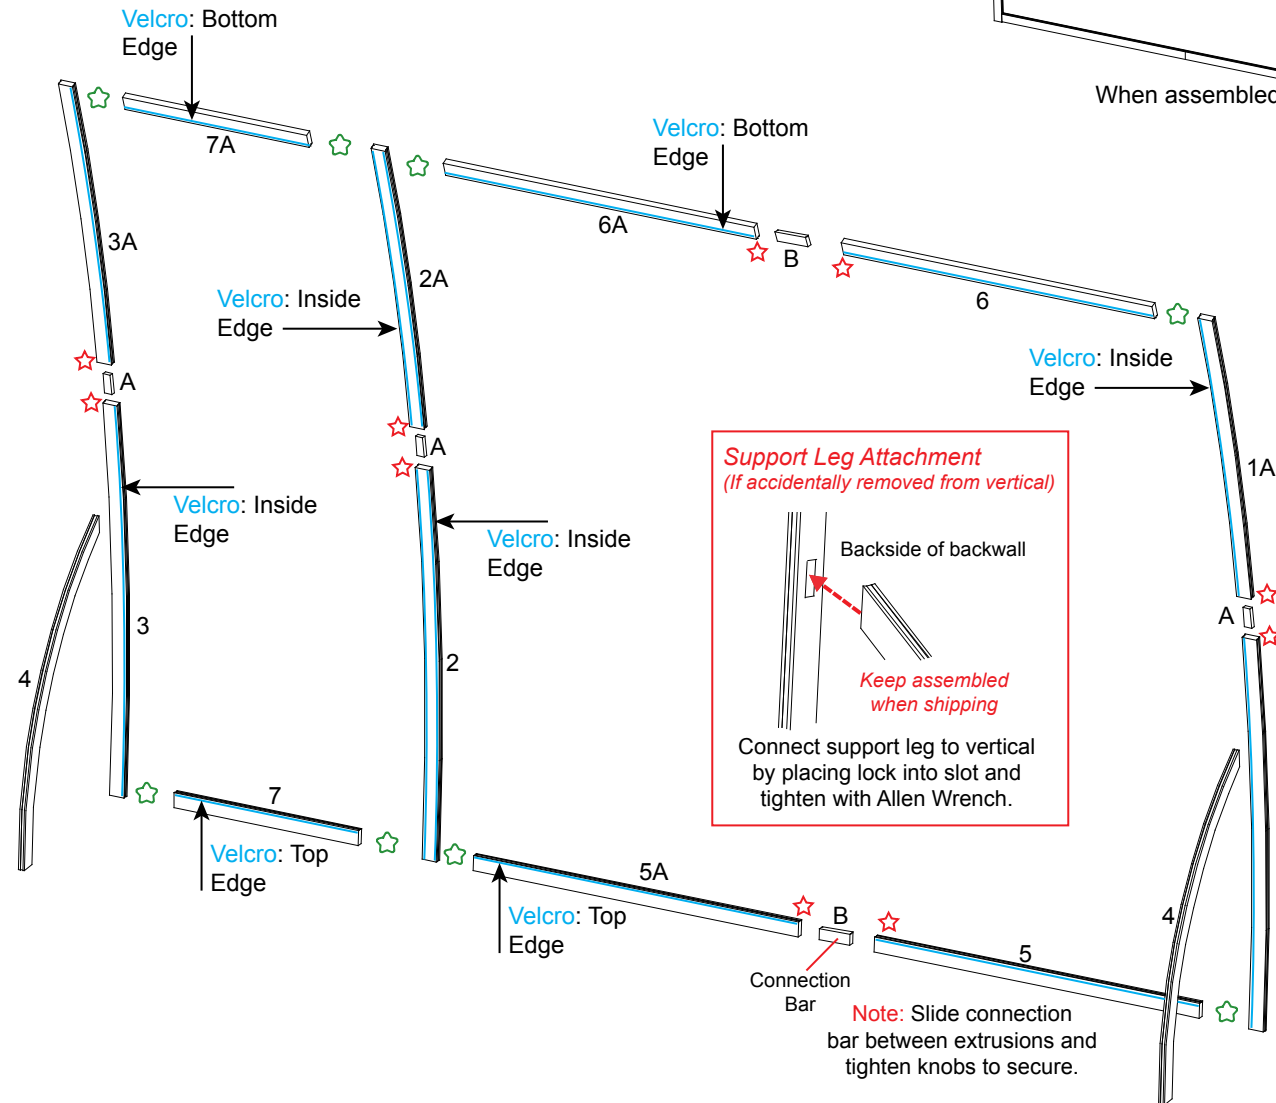 Velcro: Bottom
Edge
When assembled
7A
Velcro: Bottom
Edge
6A
B
3A
2A
6
Velcro: Inside
Edge
Velcro: Inside
Edge
A
A
1A
Velcro: Inside
Edge
Velcro: Inside
Edge
Support Leg Attachment
(If accidentally removed from vertical)
Backside of backwall
Keep assembled
when shipping
Connect support leg to vertical
by placing lock into slot and
tighten with Allen Wrench.
A
3
2
4
7
Velcro: Top
Edge
5A
Velcro: Top
Edge
B
Connection
Bar
5
4
Note: Slide connection
bar between extrusions and
tighten knobs to secure.